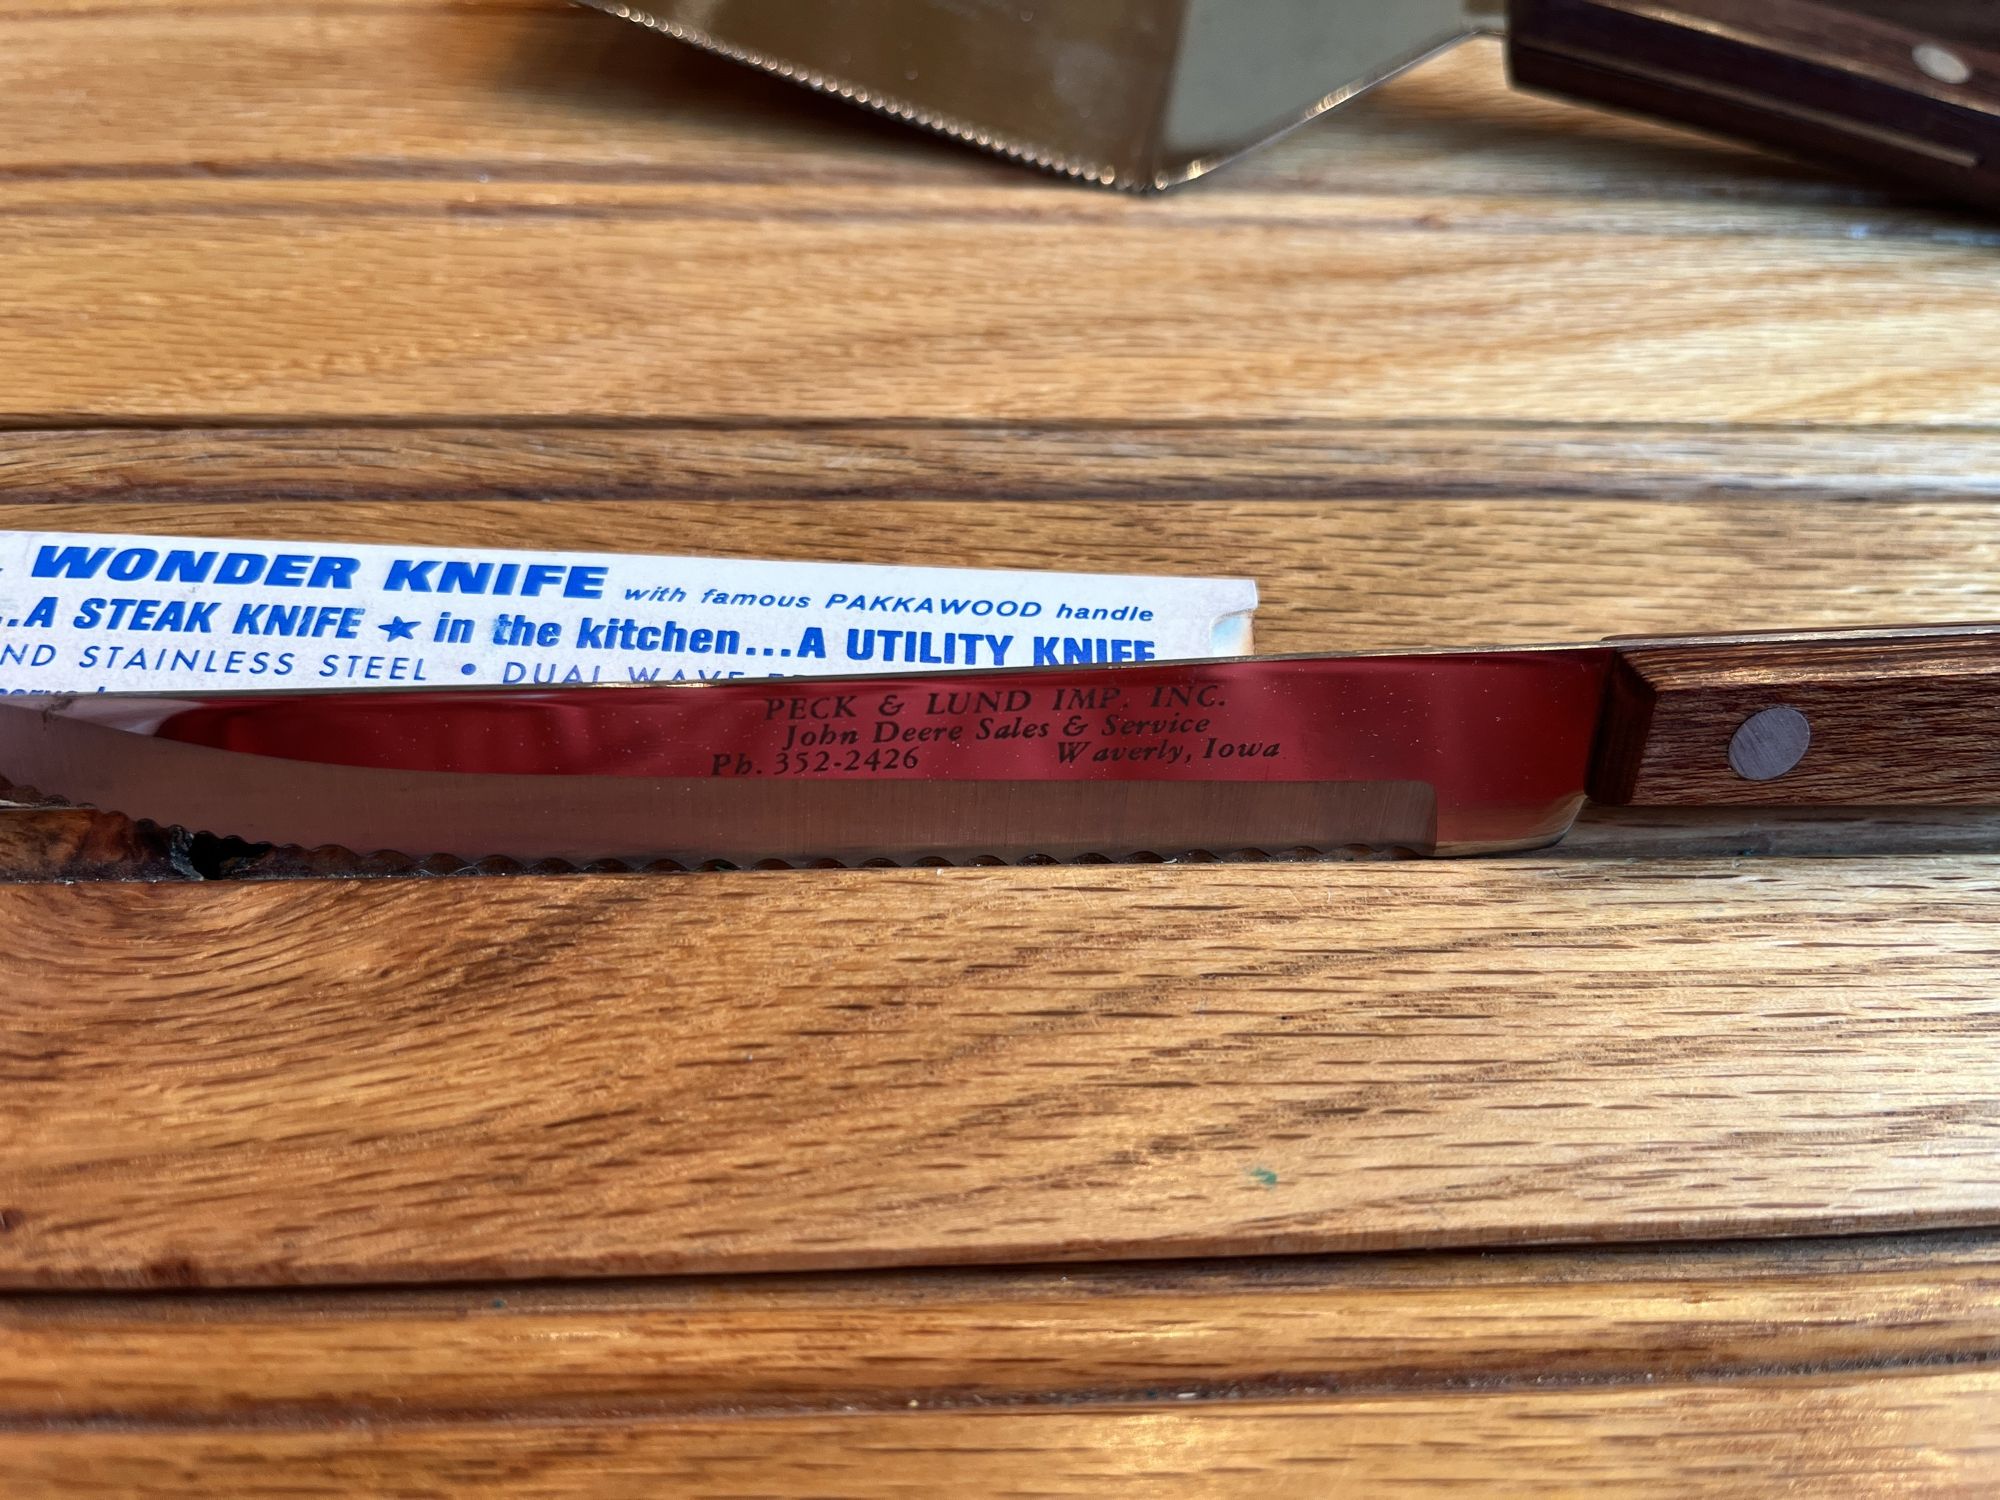 WONDER KNIFE with famous PAKKAWOOD handle
..A STEAK KNIFE ★ in the kitchen...A UTILITY KNIFE
ND STAINLESS STEEL • DUAL WAVE
PECK & LUND IMP. INC.
John Deere Sales & Service
Ph. 352-2426 Waverly, Iowa